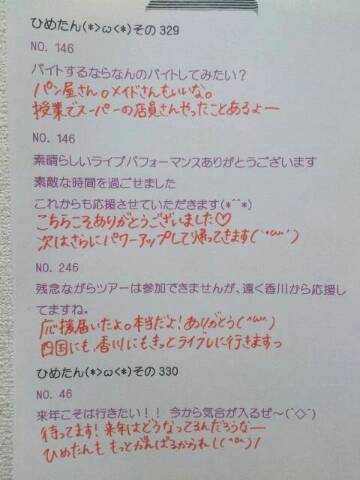 ひめたん(*>ω<*)その329
NO. 146
バイトするならなんのバイトしてみたい？
パン屋さん。メイドさんもいいな。
授業でスーパーの店員さんやったことあるよー
NO. 146
素晴らしいライブパフォーマンスありがとうございます
素敵な時間を過ごせました
これからも応援させていただきます(*^^*)
こちらこそありがとうございました♡
次はさらにパワーアップして帰ってきます(´･ω･`)
NO. 246
残念ながらツアーは参加できませんが、遠く香川から応援し
てますね。
応援届いたよっ本当だよ！ありがとう(´･ω･`)
四国にも香川にもきっとライブしに行きますっ
ひめたん(*>ω<*)その330
NO. 46
来年こそは行きたい！！ 今から気合が入るぜ～(´◇`)
待ってます！来年はどうなってるんだろうなー
ひめたんも もっとがんばるかられ！(´･ω･`)/